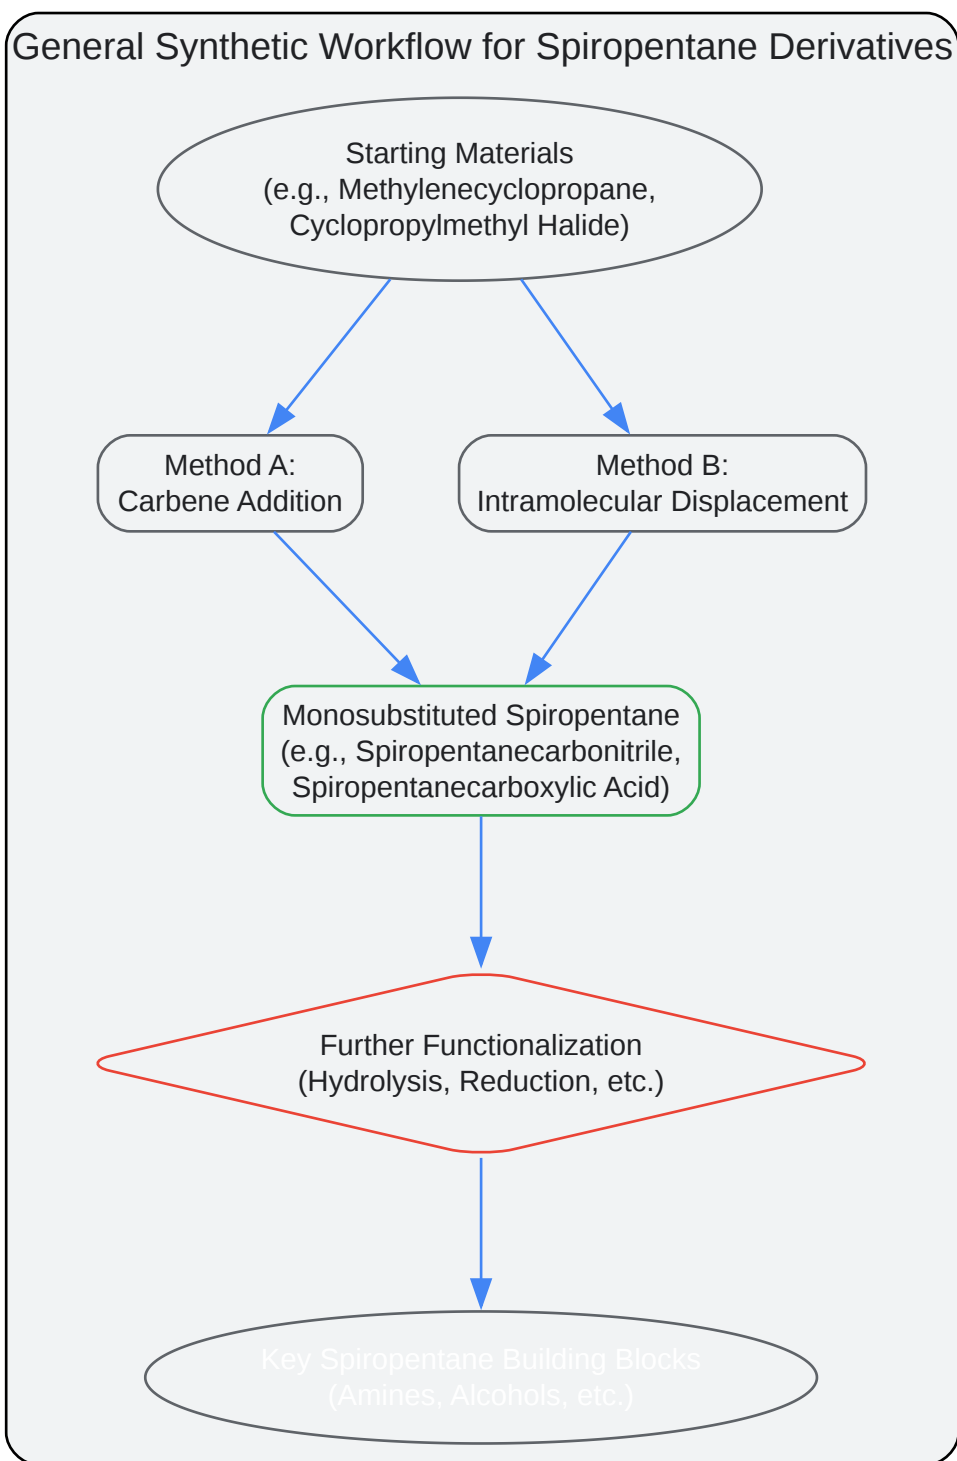 General Synthetic Workflow for Spiropentane Derivatives
Starting Materials
(e.g., Methylenecyclopropane,
Cyclopropylmethyl Halide)
Method A:
Carbene Addition
Method B:
Intramolecular Displacement
Monosubstituted Spiropentane
(e.g., Spiropentanecarbonitrile,
Spiropentanecarboxylic Acid)
Further Functionalization
(Hydrolysis, Reduction, etc.)
Key Spiropentane Building Blocks
(Amines, Alcohols, etc.)